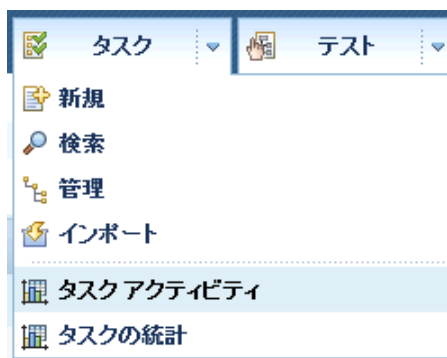 タスク テスト
新規
検索
管理
インポート
タスク アクティビティ
タスクの統計